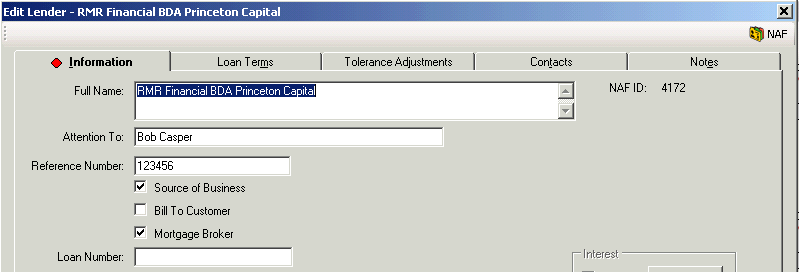 Edit Lender - RMR Financial BDA Princeton Capital
NAF
Information Loan Terms Tolerance Adjustments Contacts Notes
Full Name: RMR Financial BDA Princeton Capital NAF ID: 4172
Attention To: Bob Casper
Reference Number: 123456
Source of Business
Bill To Customer
Mortgage Broker
Loan Number:
Interest